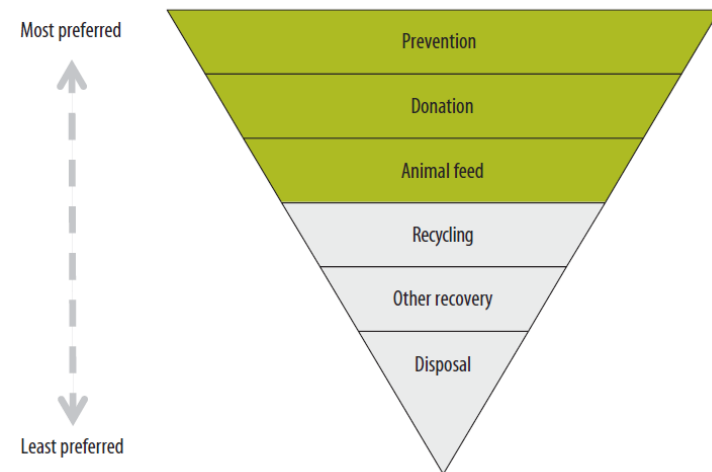 Most preferred
Prevention
Donation
Animal feed
Recycling
Other recovery
Disposal
Least preferred